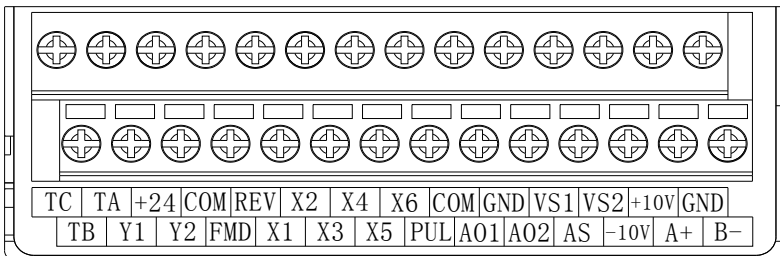 TC TA +24 COM REV X2 X4 X6 COM GND VS1 VS2 +10V GND
TB Y1 Y2 FMD X1 X3 X5 PUL AO1 AO2 AS -10V A+ B-